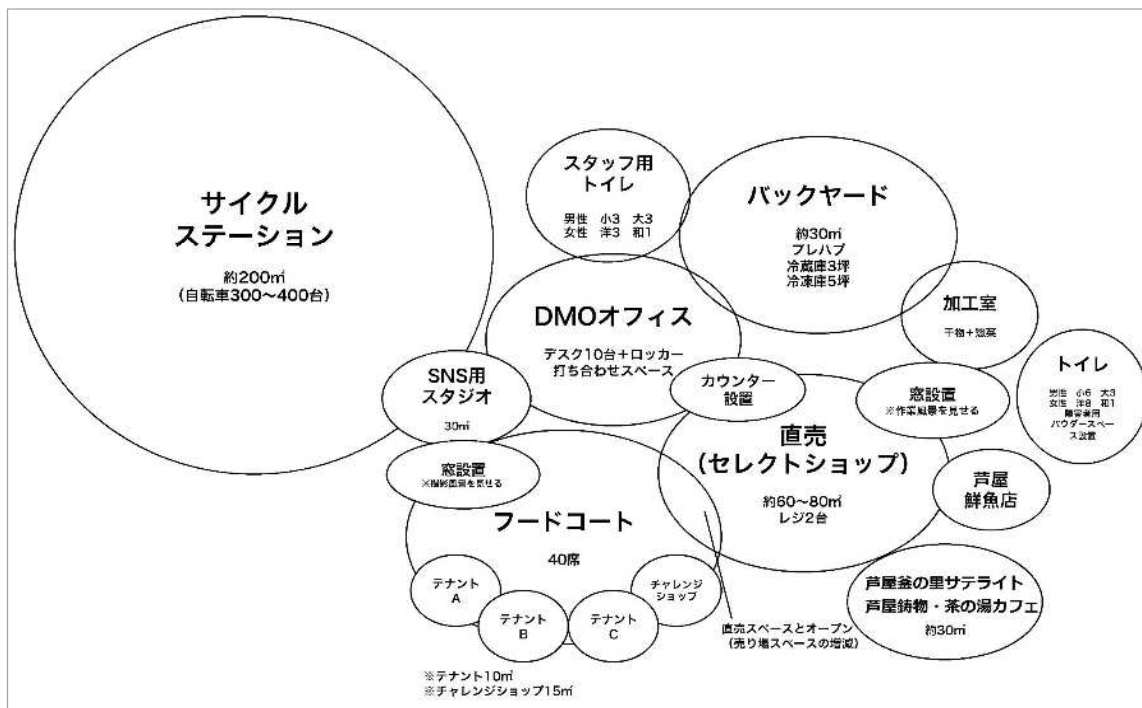 サイクル
ステーション
約200㎡
(自転車300〜400台)
スタッフ用
トイレ
男性 小3 大3
女性 洋3 和1
バックヤード
約30㎡
プレハブ
冷蔵庫3坪
冷凍庫5坪
DMOオフィス
デスク10台+ロッカー
打ち合わせスペース
加工室
干物+惣菜
トイレ
男性 小6 大3
女性 洋8 和1
障害者用
パウダースペー
ス設置
SNS用
スタジオ
30㎡
カウンター
設置
窓設置
※作業風景を見せる
直売
(セレクトショップ)
約60〜80㎡
レジ2台
窓設置
※撮影風景を見せる
芦屋
鮮魚店
フードコート
40席
テナント
A
テナント
B
テナント
C
チャレンジ
ショップ
直売スペースとオープン
(売り場スペースの増減)
芦屋釜の里サテライト
芦屋鋳物・茶の湯カフェ
約30㎡
※テナント10㎡
※チャレンジショップ15㎡